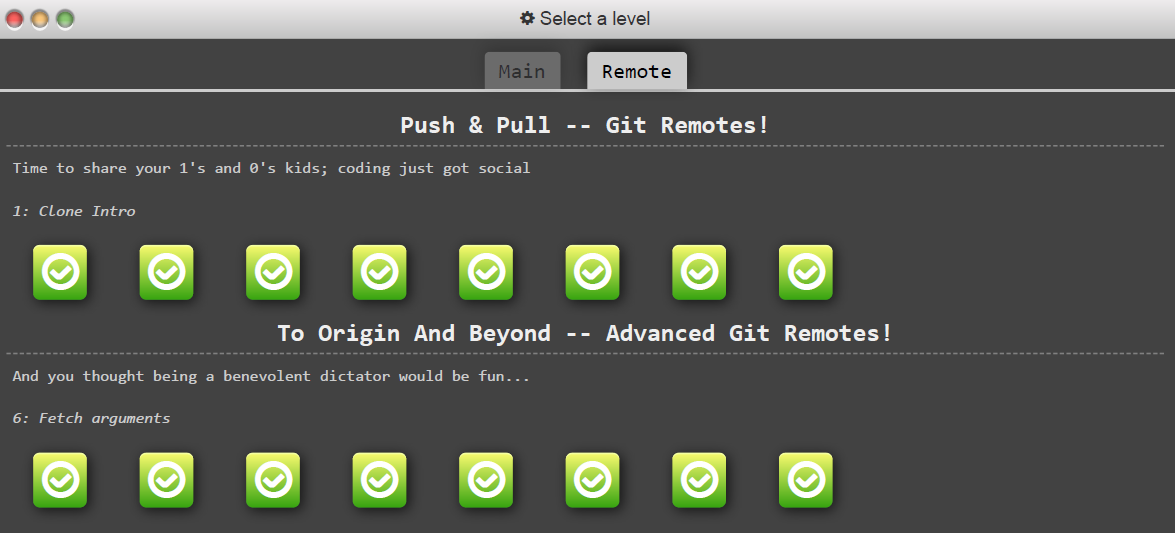 Select a level
Main
Remote
Push & Pull -- Git Remotes!
Time to share your 1's and 0's kids; coding just got social
1: Clone Intro
To Origin And Beyond -- Advanced Git Remotes!
And you thought being a benevolent dictator would be fun...
6: Fetch arguments